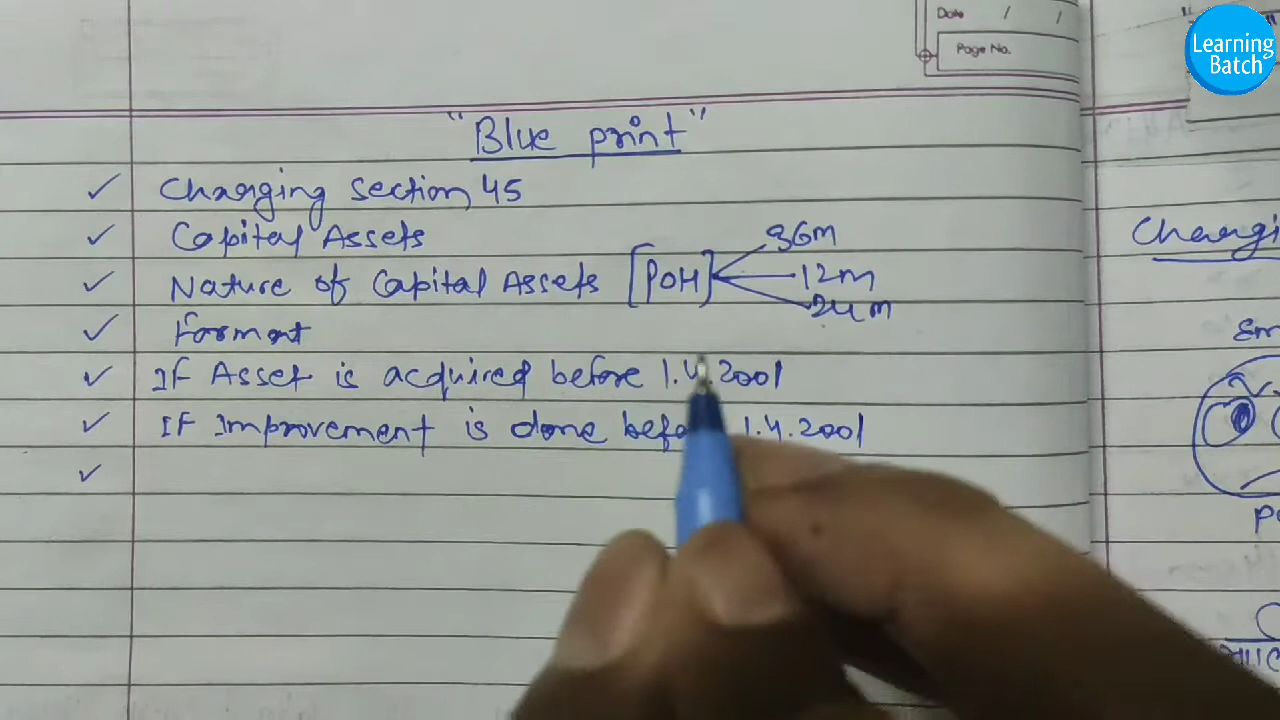 Date / /
Page No.
Learning
Batch
"Blue print"
✓ Charging Section 45
✓ Capital Assets
✓ Nature of Capital Assets [POH] 36m
12m
24m
✓ Format
✓ If Asset is acquired before 1.4.2001
✓ If Improvement is done before 1.4.2001
✓
Chargi